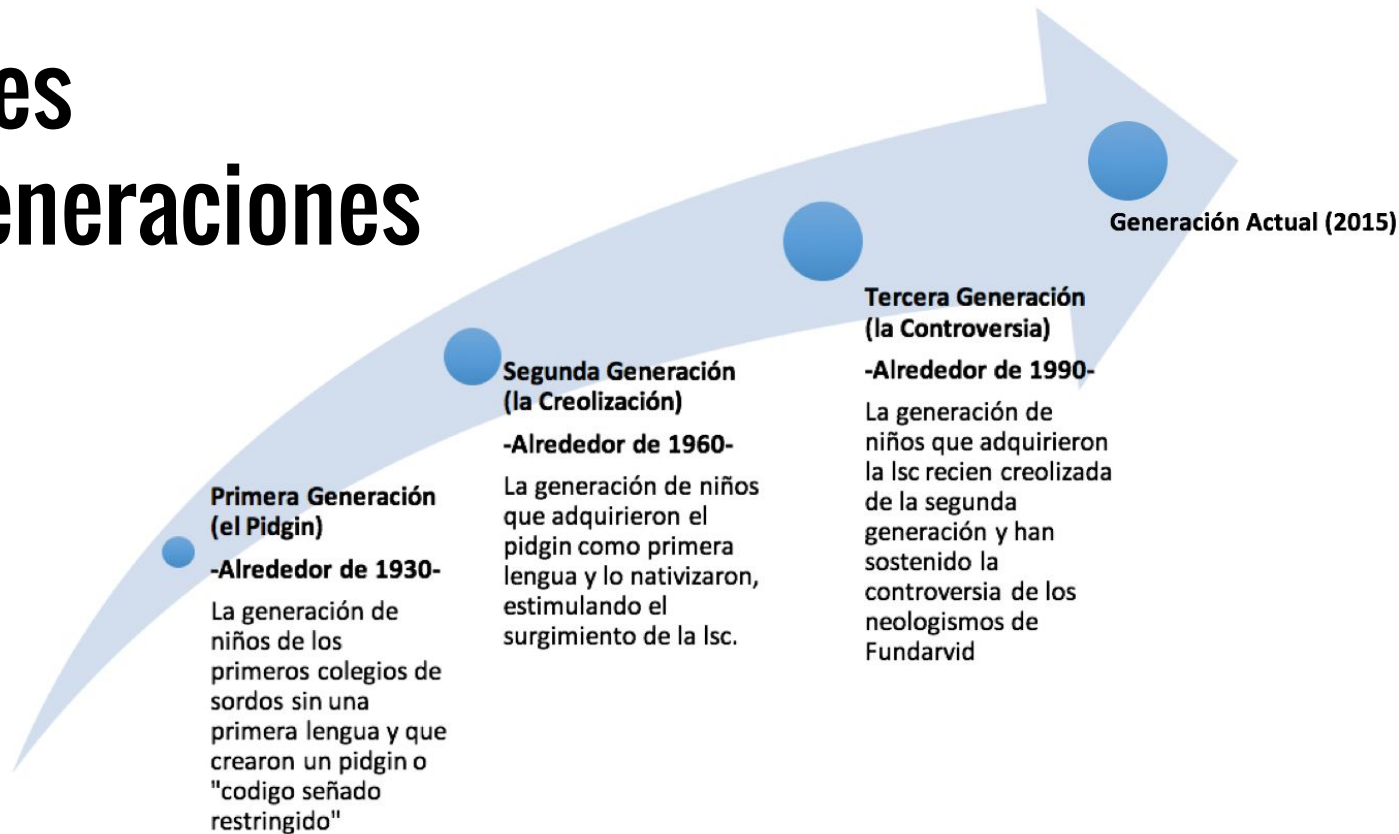 es
eneraciones
Primera Generación
(el Pidgin)
-Alrededor de 1930-
La generación de
niños de los
primeros colegios de
sordos sin una
primera lengua y que
crearon un pidgin o
"codigo señado
restringido"
Segunda Generación
(la Creolización)
-Alrededor de 1960-
La generación de niños
que adquirieron el
pidgin como primera
lengua y lo nativizaron,
estimulando el
surgimiento de la lsc.
Tercera Generación
(la Controversia)
-Alrededor de 1990-
La generación de
niños que adquirieron
la lsc recien creolizada
de la segunda
generación y han
sostenido la
controversia de los
neologismos de
Fundarvid
Generación Actual (2015)